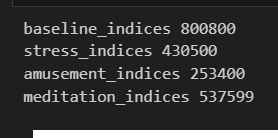 baseline_indices 800800
stress_indices 430500
amusement_indices 253400
meditation_indices 537599